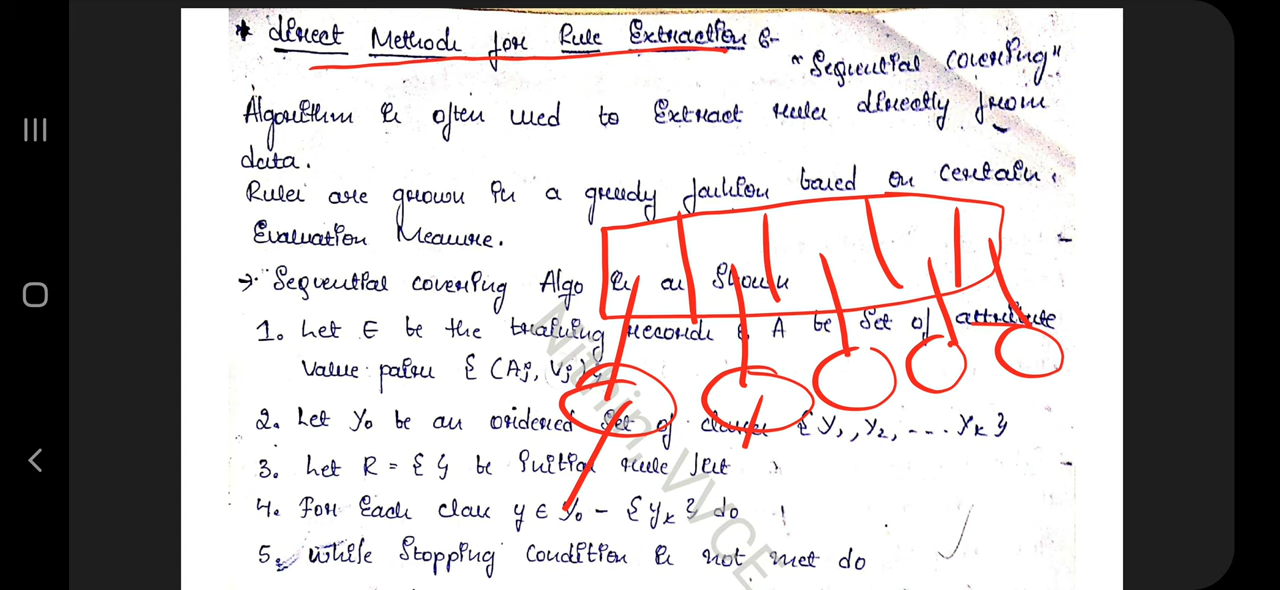 * Direct Methods for Rule Extraction :-
"Sequential covering"
Algorithm is often used to Extract rules directly from
data.
Rules are grown in a greedy fashion based on certain
Evaluation Measure.
→ Sequential covering Algo is as Shown
1. Let E be the training records & A be Set of attribute
Value pairs { (Aj, Vj) }
2. Let Yo be an ordered Set of classes { Y1, Y2, .... Yk }
3. Let R = { } be initial rule list
4. For Each class y ∈ Yo - { yk } do
5. While Stopping Condition is not met do
Nithin, VVCE